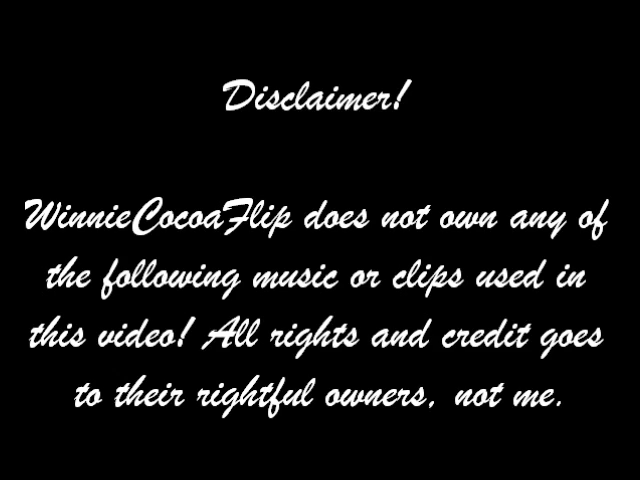 Disclaimer!
WinnieCocoaFlip does not own any of
the following music or clips used in
this video! All rights and credit goes
to their rightful owners, not me.